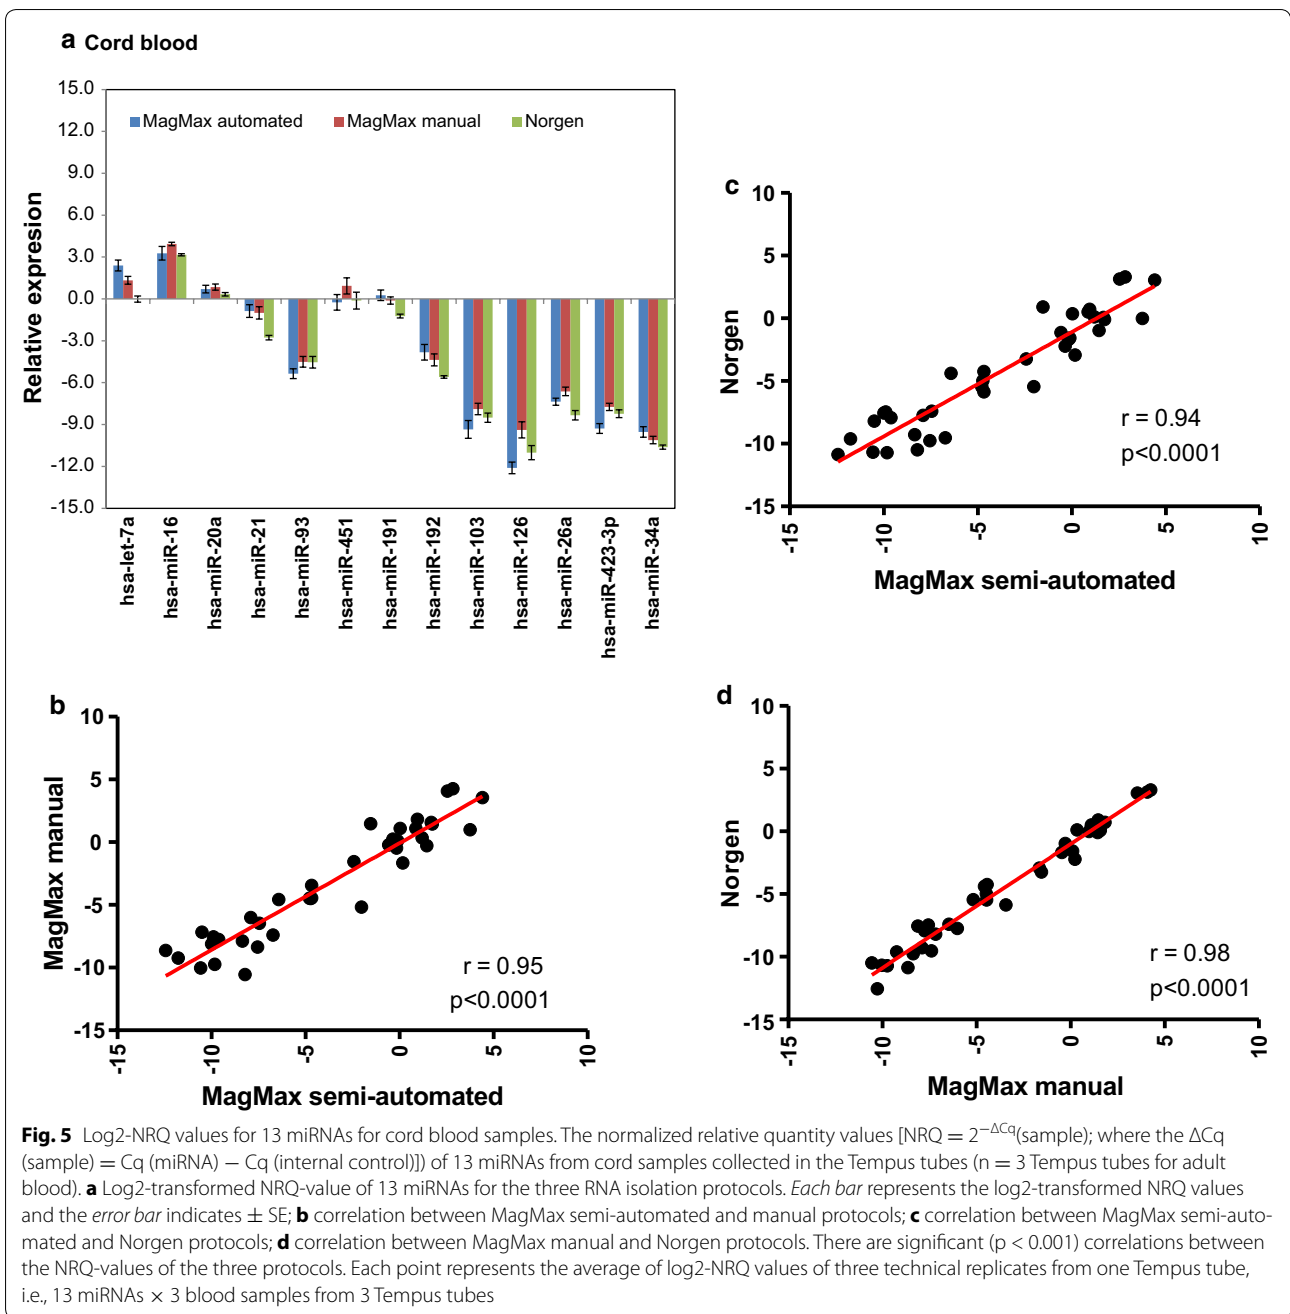 a Cord blood
15.0
12.0
9.0
6.0
3.0
0.0
-3.0
-6.0
-9.0
-12.0
-15.0
Relative expresion
MagMax automated MagMax manual Norgen
hsa-let-7a
hsa-miR-16
hsa-miR-20a
hsa-miR-21
hsa-miR-93
hsa-miR-451
hsa-miR-191
hsa-miR-192
hsa-miR-103
hsa-miR-126
hsa-miR-26a
hsa-miR-423-3p
hsa-miR-34a
c
10
5
0
-5
-10
-15
Norgen
r = 0.94
p<0.0001
-15 -10 -5 0 5 10
MagMax semi-automated
b
10
5
0
-5
-10
-15
MagMax manual
r = 0.95
p<0.0001
-15 -10 -5 0 5 10
MagMax semi-automated
d
10
5
0
-5
-10
-15
Norgen
r = 0.98
p<0.0001
-15 -10 -5 0 5 10
MagMax manual
Fig. 5 Log2-NRQ values for 13 miRNAs for cord blood samples. The normalized relative quantity values [NRQ = 2^−ΔCq(sample); where the ΔCq
(sample) = Cq (miRNA) − Cq (internal control)]) of 13 miRNAs from cord samples collected in the Tempus tubes (n = 3 Tempus tubes for adult
blood). a Log2-transformed NRQ-value of 13 miRNAs for the three RNA isolation protocols. Each bar represents the log2-transformed NRQ values
and the error bar indicates ± SE; b correlation between MagMax semi-automated and manual protocols; c correlation between MagMax semi-auto-
mated and Norgen protocols; d correlation between MagMax manual and Norgen protocols. There are significant (p < 0.001) correlations between
the NRQ-values of the three protocols. Each point represents the average of log2-NRQ values of three technical replicates from one Tempus tube,
i.e., 13 miRNAs × 3 blood samples from 3 Tempus tubes